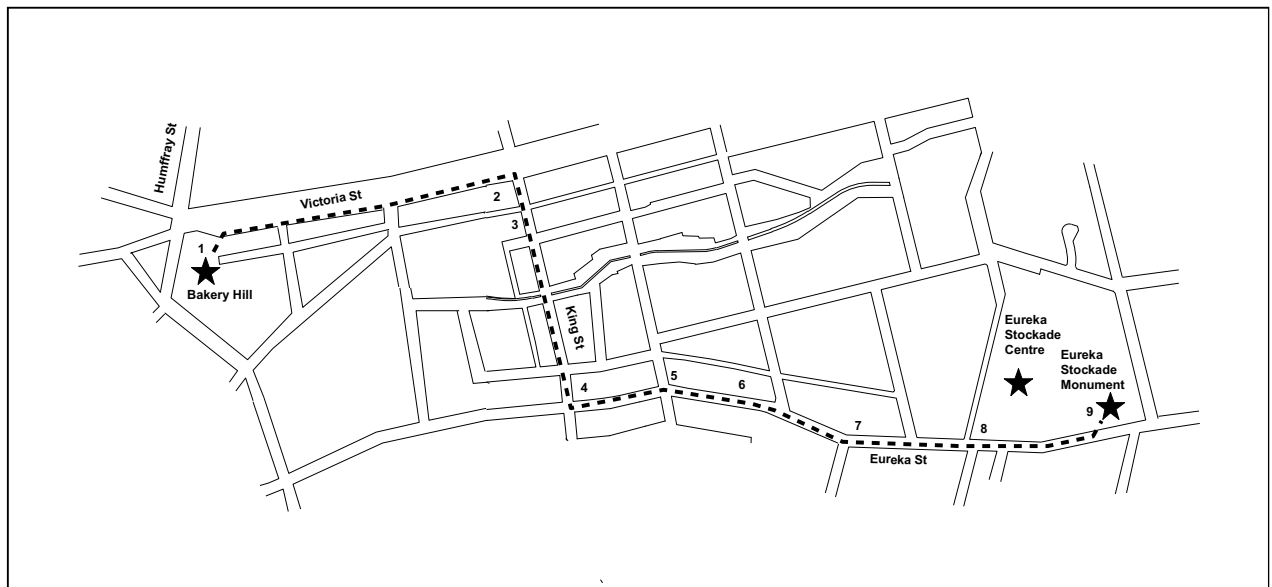 Humffray St
Victoria St
2
3
1
Bakery Hill
King St
Eureka
Stockade
Centre
Eureka
Stockade
Monument
4
5
6
7
8
9
Eureka St